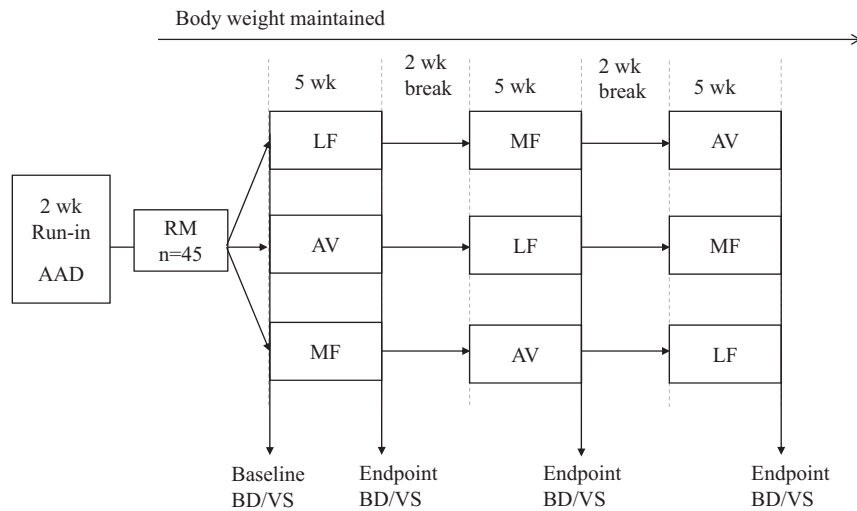 Body weight maintained
5 wk
2 wk
break
5 wk
2 wk
break
5 wk
LF
MF
AV
2 wk
Run-in
AAD
RM
n=45
AV
LF
MF
MF
AV
LF
Baseline
BD/VS
Endpoint
BD/VS
Endpoint
BD/VS
Endpoint
BD/VS